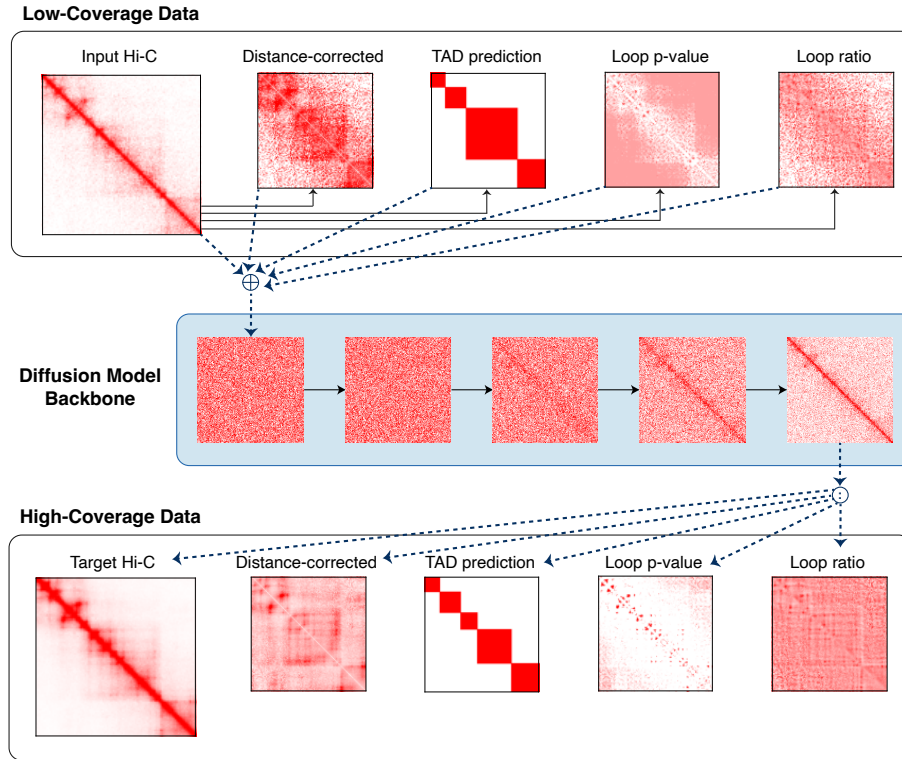 Low-Coverage Data
Input Hi-C
Distance-corrected
TAD prediction
Loop p-value
Loop ratio
Diffusion Model
Backbone
High-Coverage Data
Target Hi-C
Distance-corrected
TAD prediction
Loop p-value
Loop ratio